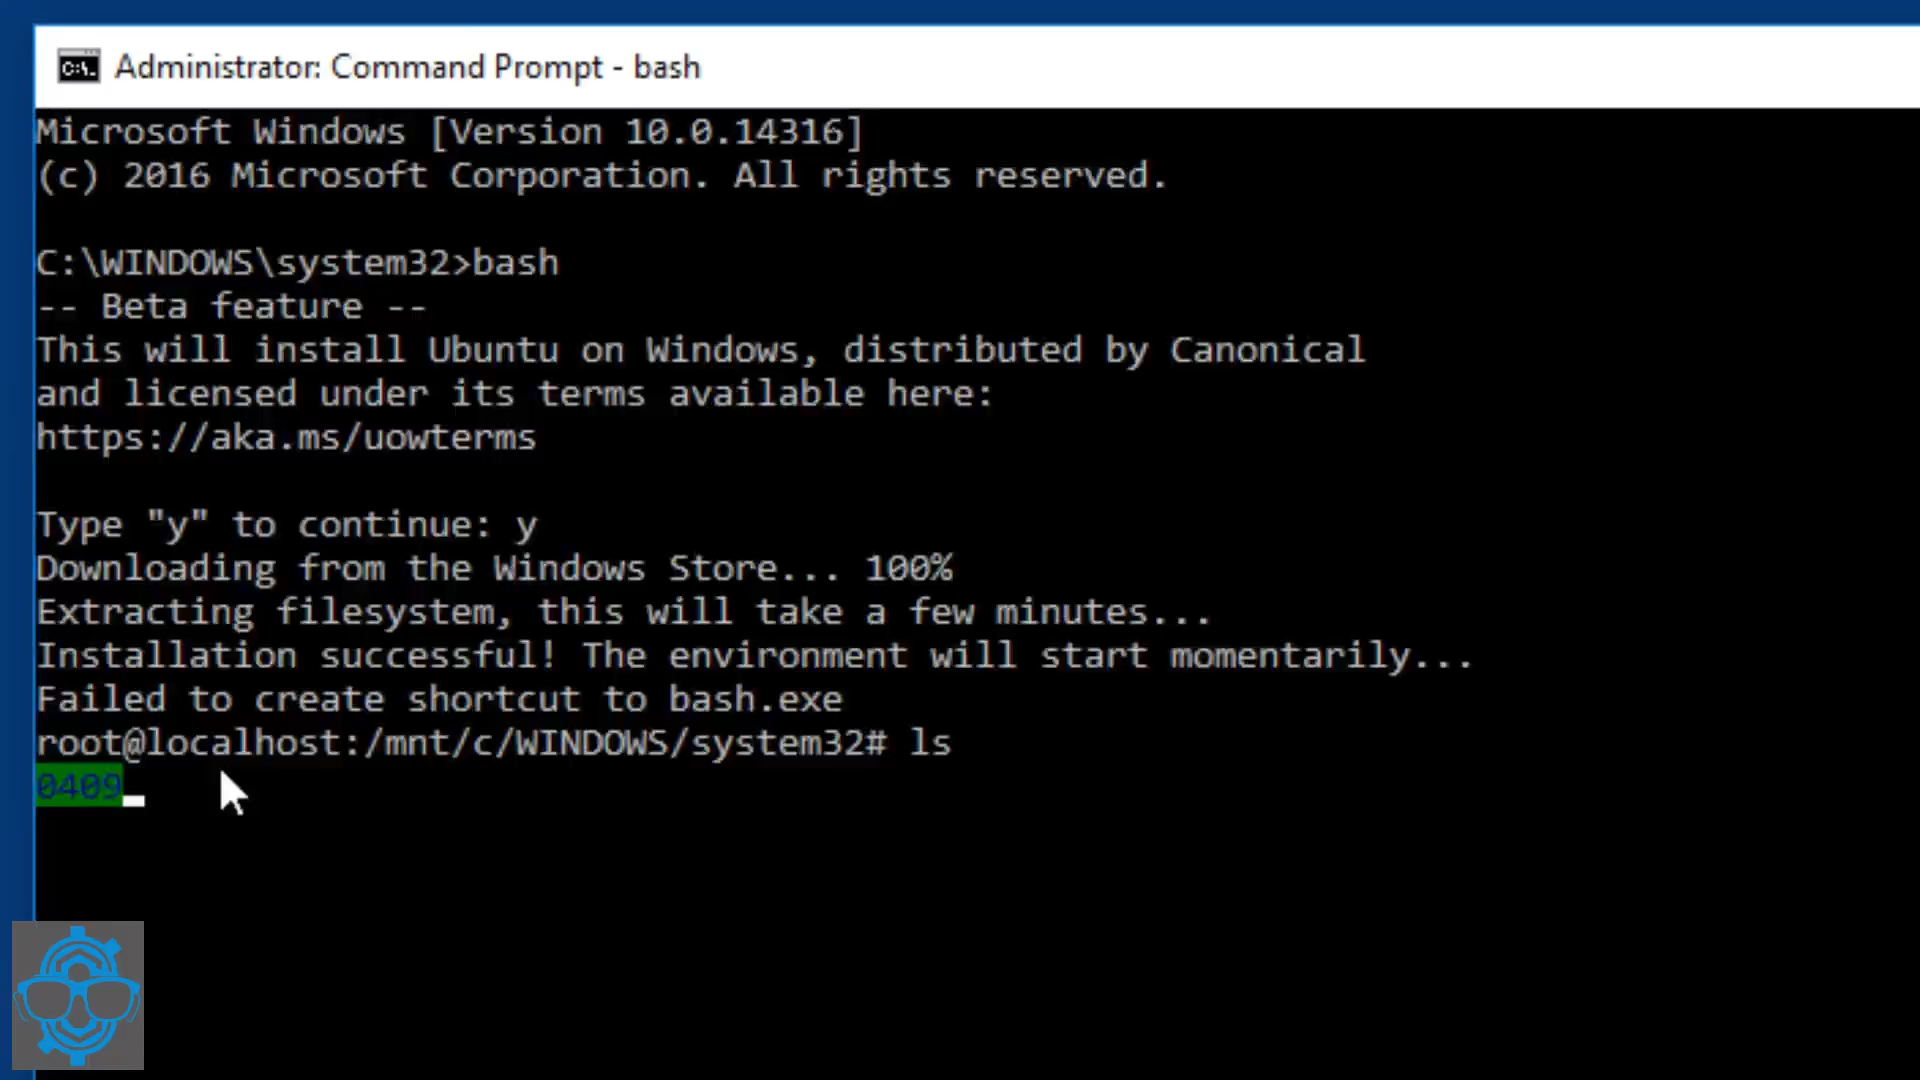 Administrator: Command Prompt - bash
Microsoft Windows [Version 10.0.14316]
(c) 2016 Microsoft Corporation. All rights reserved.
C:\WINDOWS\system32>bash
-- Beta feature --
This will install Ubuntu on Windows, distributed by Canonical
and licensed under its terms available here:
https://aka.ms/uowterms
Type "y" to continue: y
Downloading from the Windows Store... 100%
Extracting filesystem, this will take a few minutes...
Installation successful! The environment will start momentarily...
Failed to create shortcut to bash.exe
root@localhost:/mnt/c/WINDOWS/system32# ls
0409